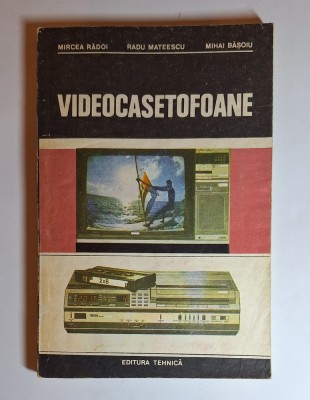 MIRCEA RĂDOI RADU MATEESCU MIHAI BĂȘOIU
VIDEOCASETOFOANE
EDITURA TEHNICĂ